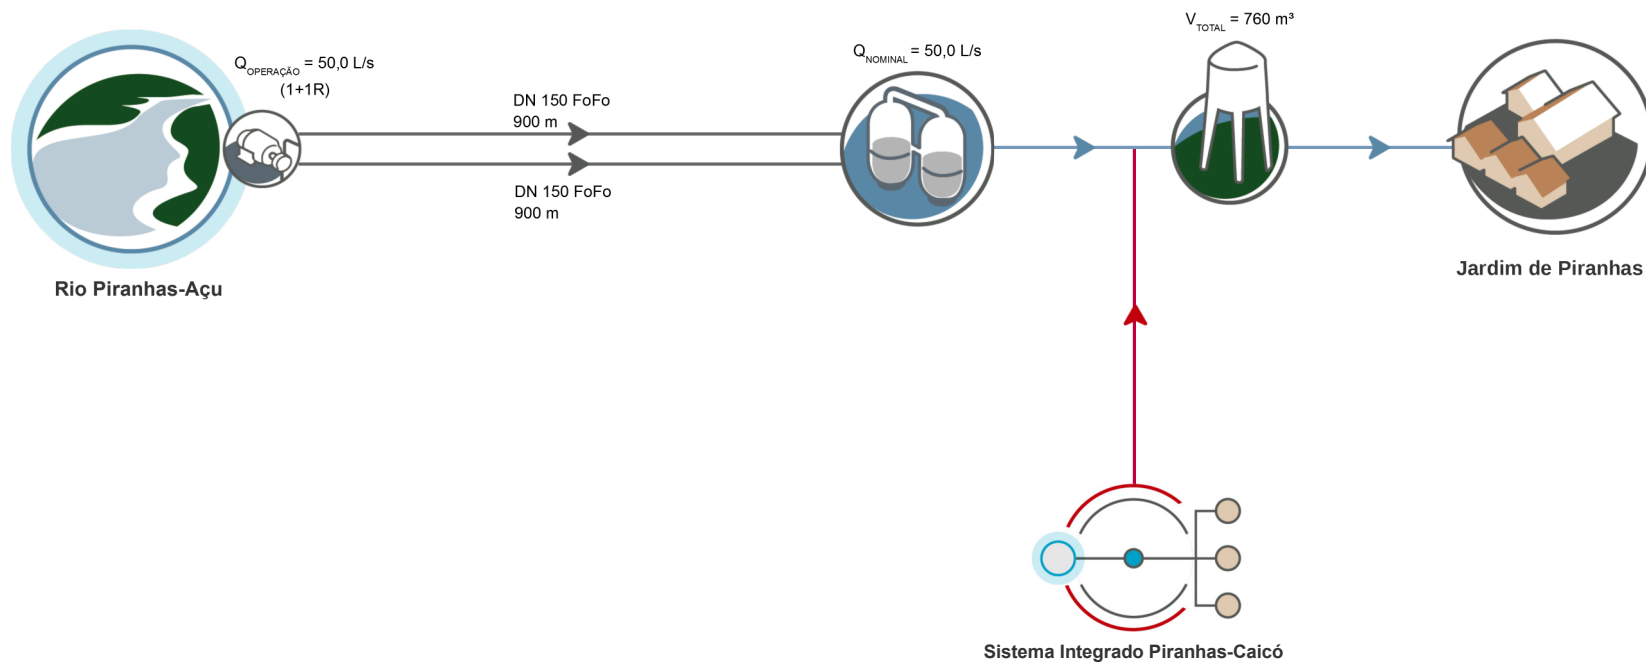 V_TOTAL = 760 m³
Q_OPERAÇÃO = 50,0 L/s
(1+1R)
Q_NOMINAL = 50,0 L/s
DN 150 FoFo
900 m
DN 150 FoFo
900 m
Rio Piranhas-Açu
Jardim de Piranhas
Sistema Integrado Piranhas-Caicó